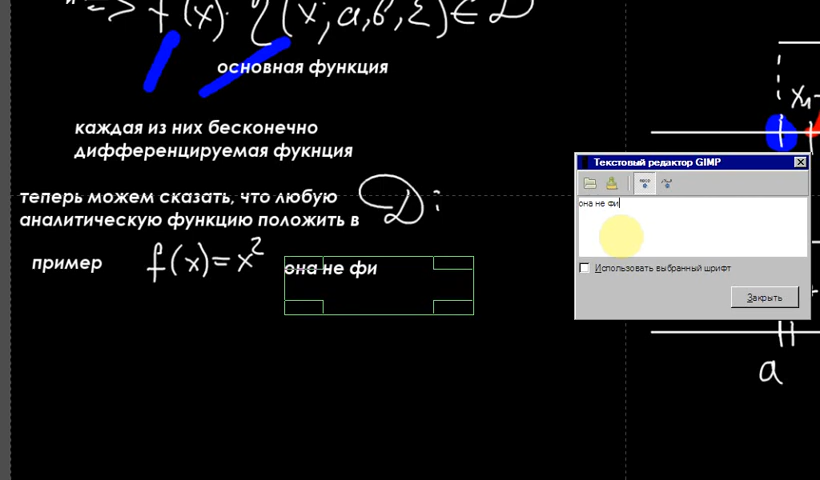 => f(x)·η(x; a, b, ε) ∈ D
основная функция
каждая из них бесконечно
дифференцируемая фукнция
теперь можем сказать, что любую
аналитическую функцию положить в D:
пример f(x) = x²
она не фи
x₁
Текстовый редактор GIMP
она не фи
Использовать выбранный шрифт
Закрыть
a